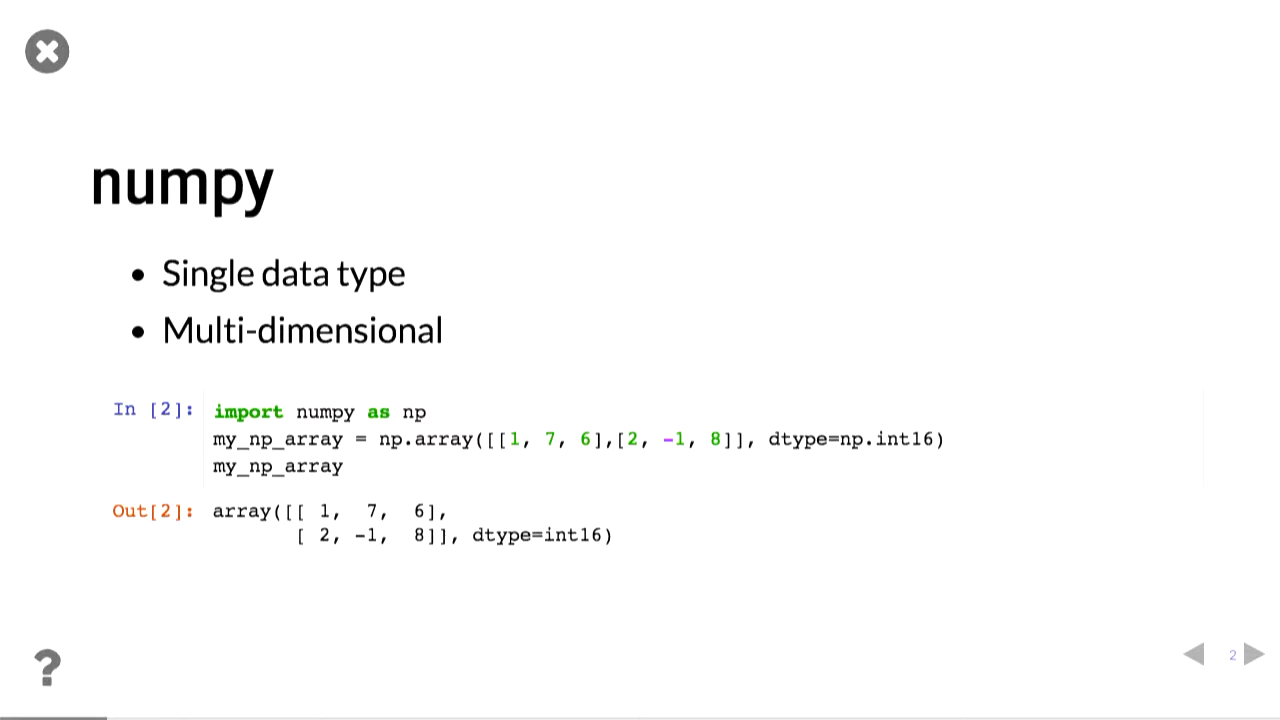 numpy
• Single data type
• Multi-dimensional
In [2]: import numpy as np
my_np_array = np.array([[1, 7, 6],[2, -1, 8]], dtype=np.int16)
my_np_array
Out[2]: array([[ 1,  7,  6],
       [ 2, -1,  8]], dtype=int16)
?
2